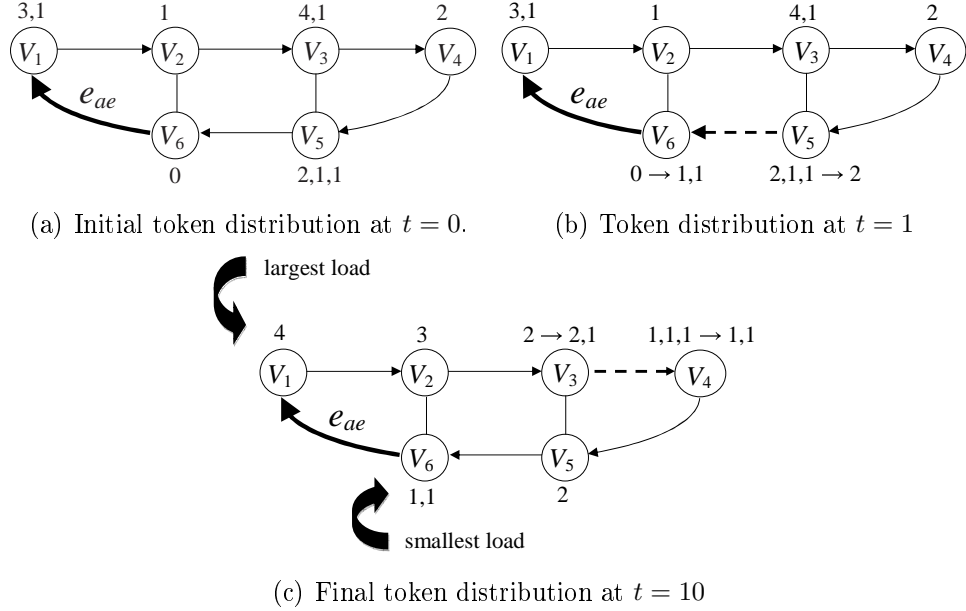 3,1 1 4,1 2
V1 V2 V3 V4
eae
V6 V5
0 2,1,1
(a) Initial token distribution at t = 0.
3,1 1 4,1 2
V1 V2 V3 V4
eae
V6 V5
0 → 1,1 2,1,1 → 2
(b) Token distribution at t = 1
largest load
4 3 2 → 2,1 1,1,1 → 1,1
V1 V2 V3 V4
eae
V6 V5
1,1 2
smallest load
(c) Final token distribution at t = 10